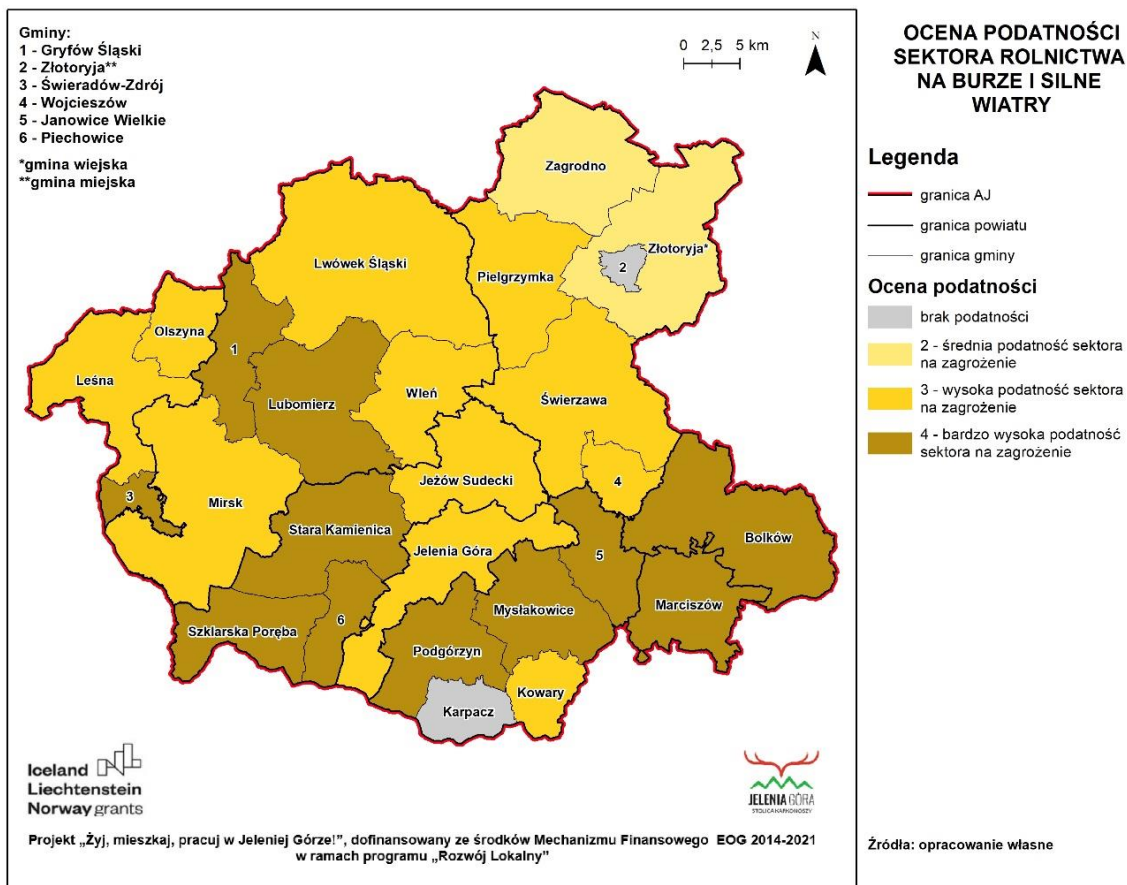 Gminy:
1 - Gryfów Śląski
2 - Złotoryja**
3 - Świeradów-Zdrój
4 - Wojcieszów
5 - Janowice Wielkie
6 - Piechowice
*gmina wiejska
**gmina miejska
0 2,5 5 km
N
Zagrodno
Złotoryja*
2
Lwówek Śląski
Pielgrzymka
Olszyna
1
Leśna
Lubomierz
Wleń
Świerzawa
3
Mirsk
Jeżów Sudecki
4
Stara Kamienica
Jelenia Góra
5
Bolków
Mysłakowice
Marciszów
Szklarska Poręba
6
Podgórzyn
Kowary
Karpacz
Iceland
Liechtenstein
Norway grants
JELENIA GÓRA
STOLICA KARKONOSZY
Projekt „Żyj, mieszkaj, pracuj w Jeleniej Górze!”, dofinansowany ze środków Mechanizmu Finansowego EOG 2014-2021
w ramach programu „Rozwój Lokalny”
OCENA PODATNOŚCI
SEKTORA ROLNICTWA
NA BURZE I SILNE
WIATRY
Legenda
granica AJ
granica powiatu
granica gminy
Ocena podatności
brak podatności
2 - średnia podatność sektora
na zagrożenie
3 - wysoka podatność sektora
na zagrożenie
4 - bardzo wysoka podatność
sektora na zagrożenie
Źródła: opracowanie własne